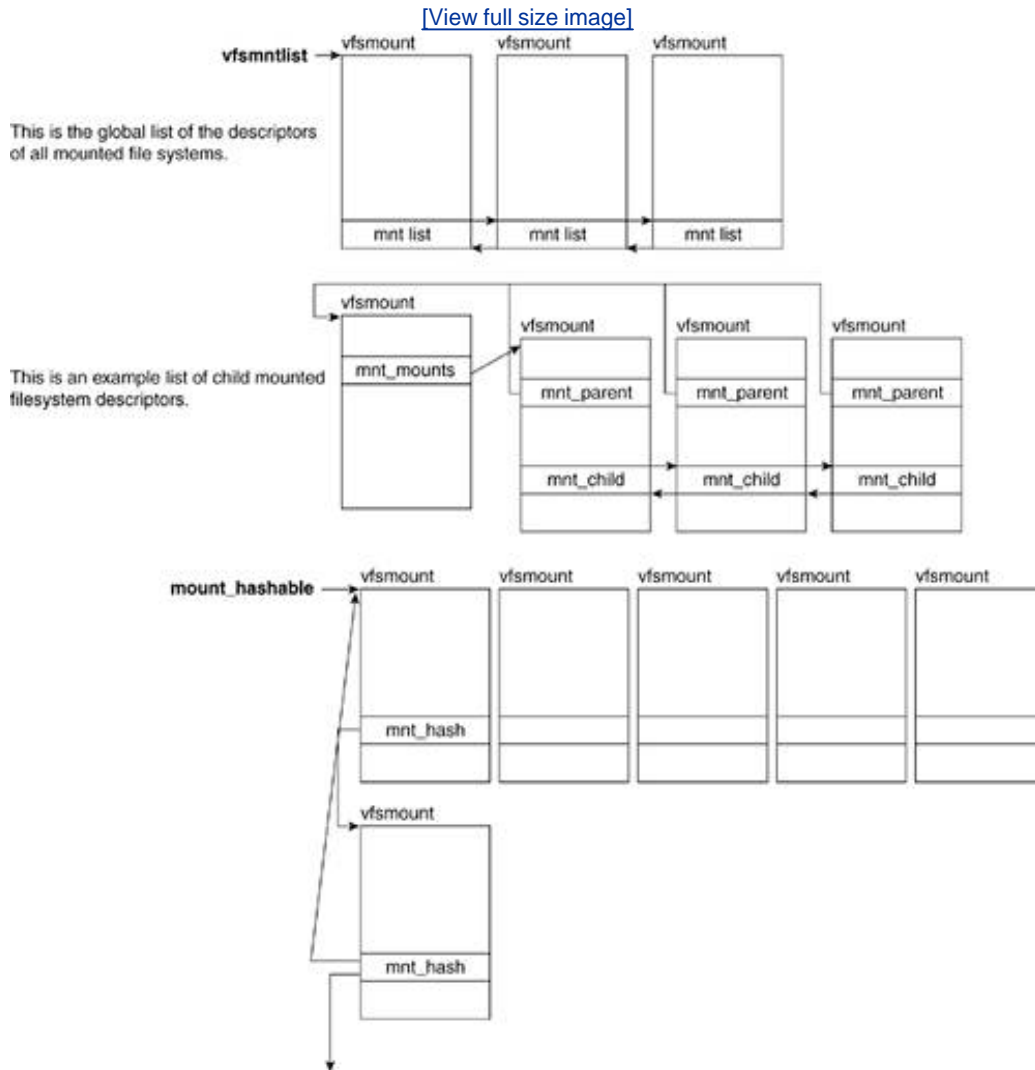 [View full size image]
vfsmount vfsmount vfsmount
vfsmntlist
This is the global list of the descriptors
of all mounted file systems.
mnt list mnt list mnt list
vfsmount
vfsmount vfsmount vfsmount
mnt_mounts
This is an example list of child mounted
filesystem descriptors.
mnt_parent mnt_parent mnt_parent
mnt_child mnt_child mnt_child
vfsmount vfsmount vfsmount vfsmount vfsmount
mount_hashable
mnt_hash
vfsmount
mnt_hash